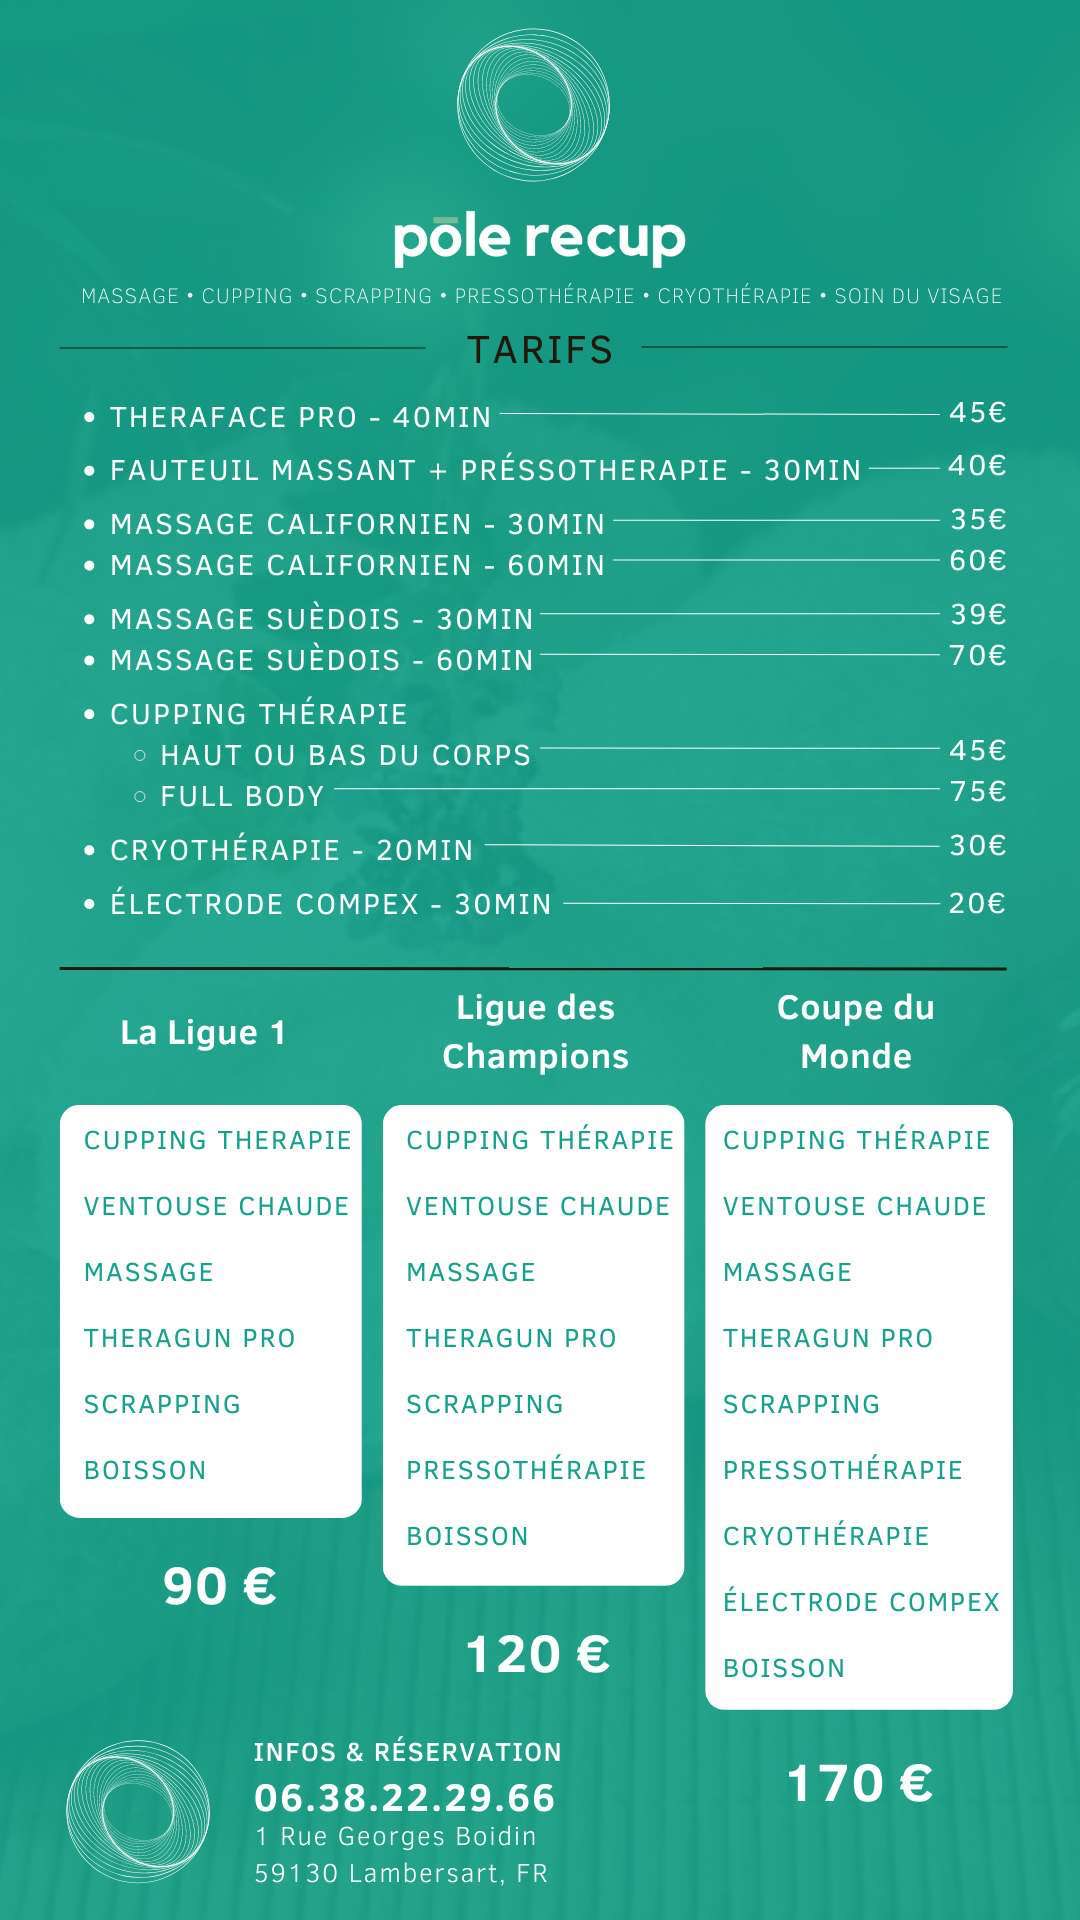 pōle recup
MASSAGE • CUPPING • SCRAPPING • PRESSOTHÉRAPIE • CRYOTHÉRAPIE • SOIN DU VISAGE
TARIFS
• THERAFACE PRO - 40MIN 45€
• FAUTEUIL MASSANT + PRÉSSOTHERAPIE - 30MIN 40€
• MASSAGE CALIFORNIEN - 30MIN 35€
• MASSAGE CALIFORNIEN - 60MIN 60€
• MASSAGE SUÈDOIS - 30MIN 39€
• MASSAGE SUÈDOIS - 60MIN 70€
• CUPPING THÉRAPIE
○ HAUT OU BAS DU CORPS 45€
○ FULL BODY 75€
• CRYOTHÉRAPIE - 20MIN 30€
• ÉLECTRODE COMPEX - 30MIN 20€
La Ligue 1
CUPPING THERAPIE
VENTOUSE CHAUDE
MASSAGE
THERAGUN PRO
SCRAPPING
BOISSON
90 €
Ligue des
Champions
CUPPING THÉRAPIE
VENTOUSE CHAUDE
MASSAGE
THERAGUN PRO
SCRAPPING
PRESSOTHÉRAPIE
BOISSON
120 €
Coupe du
Monde
CUPPING THÉRAPIE
VENTOUSE CHAUDE
MASSAGE
THERAGUN PRO
SCRAPPING
PRESSOTHÉRAPIE
CRYOTHÉRAPIE
ÉLECTRODE COMPEX
BOISSON
170 €
INFOS & RÉSERVATION
06.38.22.29.66
1 Rue Georges Boidin
59130 Lambersart, FR